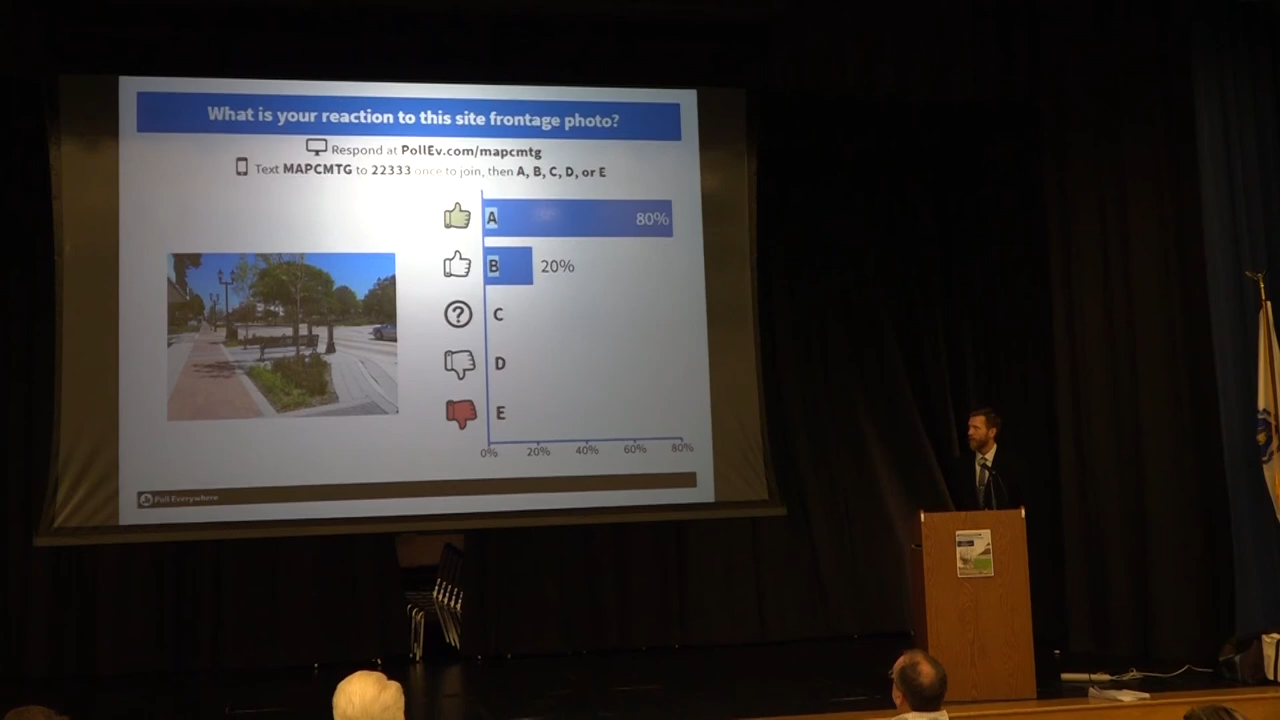 What is your reaction to this site frontage photo?
Respond at PollEv.com/mapcmtg
Text MAPCMTG to 22333 once to join, then A, B, C, D, or E
A 80%
B 20%
C
D
E
0% 20% 40% 60% 80%
Poll Everywhere